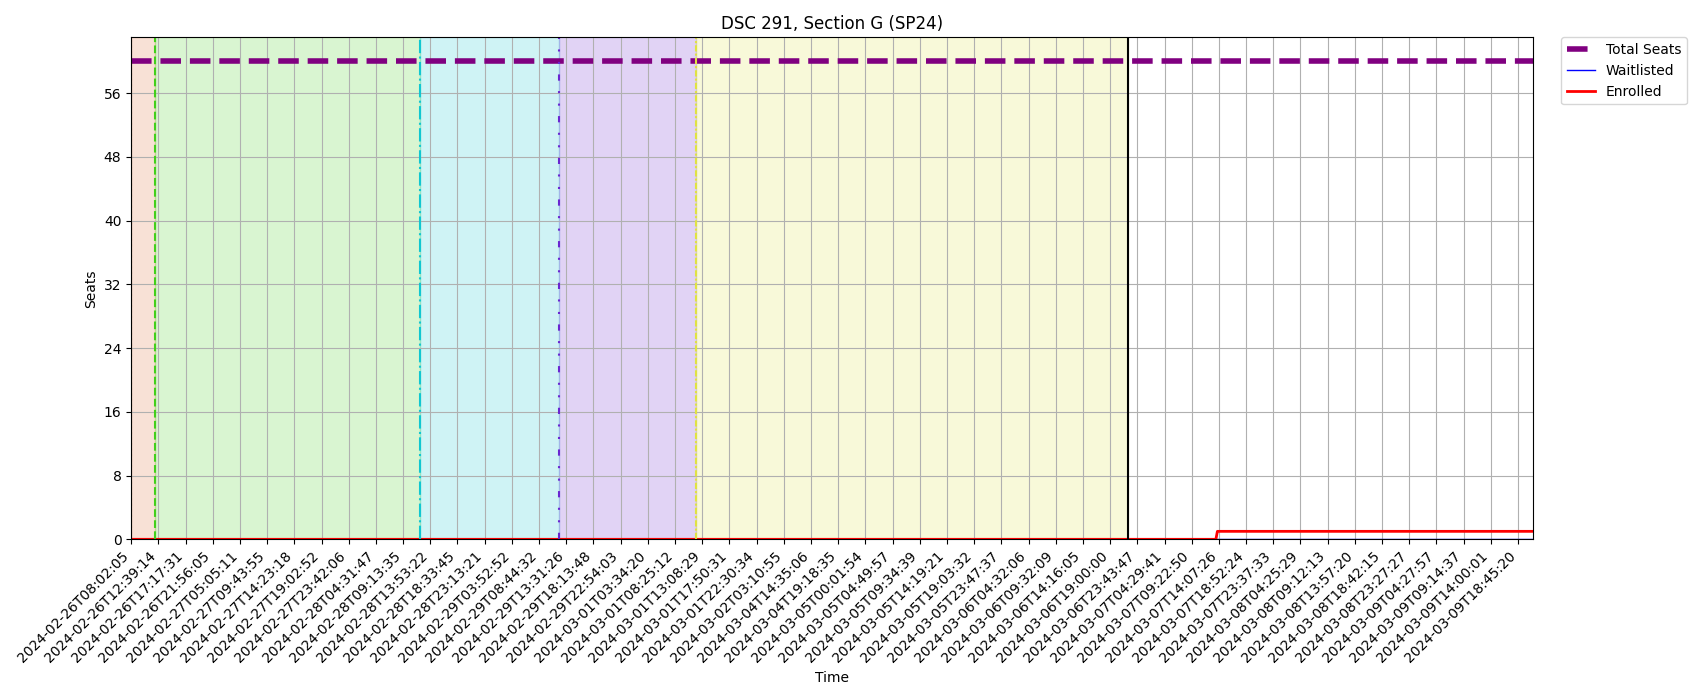 DSC 291, Section G (SP24)
Total Seats
Waitlisted
Enrolled
56
48
40
32
24
16
8
0
Seats
2024-02-26T08:02:05
2024-02-26T12:39:14
2024-02-26T17:17:31
2024-02-26T21:56:05
2024-02-27T05:05:11
2024-02-27T09:43:55
2024-02-27T14:23:18
2024-02-27T19:02:52
2024-02-27T23:42:06
2024-02-28T04:31:47
2024-02-28T09:13:35
2024-02-28T13:53:22
2024-02-28T18:33:45
2024-02-28T23:13:21
2024-02-29T03:52:52
2024-02-29T08:44:32
2024-02-29T13:31:26
2024-02-29T18:13:48
2024-02-29T22:54:03
2024-03-01T03:34:20
2024-03-01T08:25:12
2024-03-01T13:08:29
2024-03-01T17:50:31
2024-03-01T22:30:34
2024-03-02T03:10:55
2024-03-04T14:35:06
2024-03-04T19:18:35
2024-03-05T00:01:54
2024-03-05T04:49:57
2024-03-05T09:34:39
2024-03-05T14:19:21
2024-03-05T19:03:32
2024-03-05T23:47:37
2024-03-06T04:32:06
2024-03-06T09:32:09
2024-03-06T14:16:05
2024-03-06T19:00:00
2024-03-06T23:43:47
2024-03-07T04:29:41
2024-03-07T09:22:50
2024-03-07T14:07:26
2024-03-07T18:52:24
2024-03-07T23:37:33
2024-03-08T04:25:29
2024-03-08T09:12:13
2024-03-08T13:57:20
2024-03-08T18:42:15
2024-03-08T23:27:27
2024-03-09T04:27:57
2024-03-09T09:14:37
2024-03-09T14:00:01
2024-03-09T18:45:20
Time